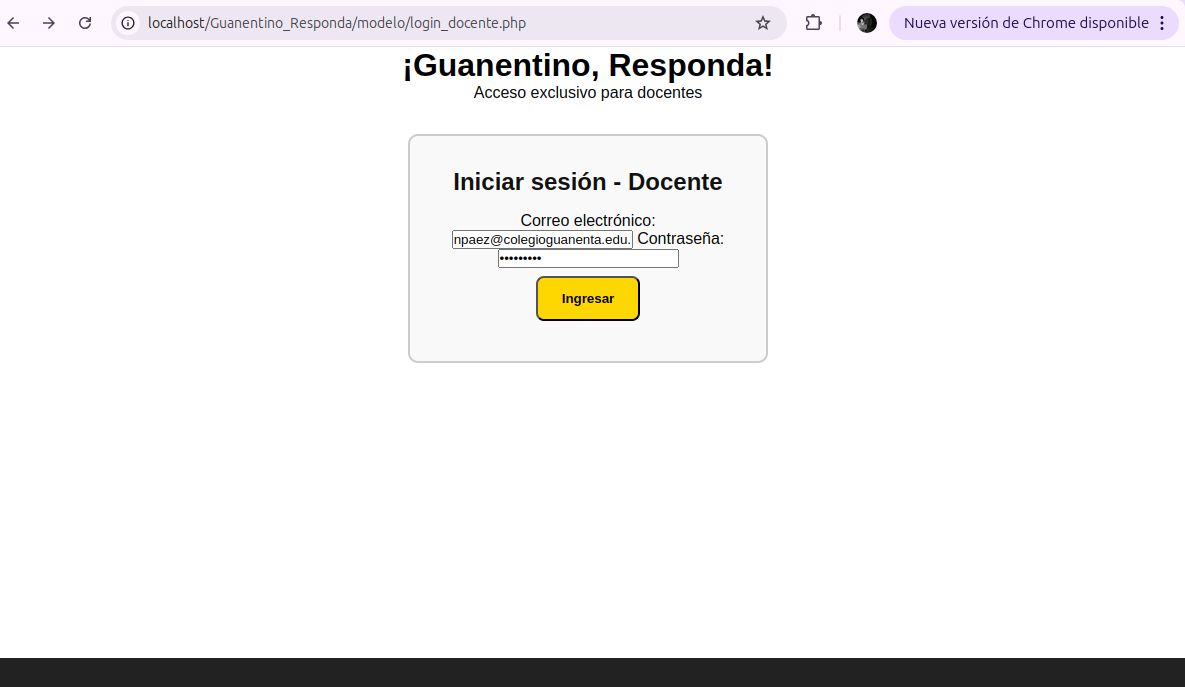 localhost/Guanentino_Responda/modelo/login_docente.php
Nueva versión de Chrome disponible
¡Guanentino, Responda!
Acceso exclusivo para docentes
Iniciar sesión - Docente
Correo electrónico:
npaez@colegioguanenta.edu. Contraseña:
•••••••••
Ingresar